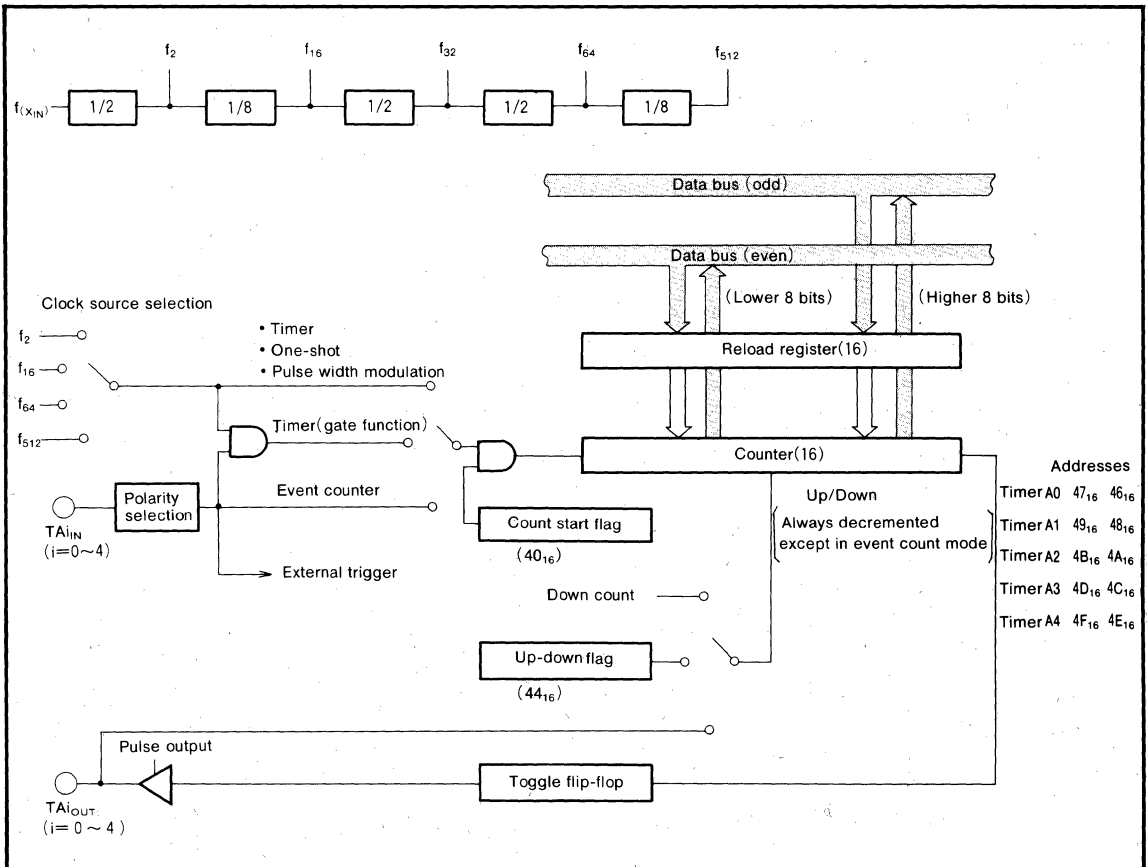 f₂ f₁₆ f₃₂ f₆₄ f₅₁₂
f(X_IN) 1/2 1/8 1/2 1/2 1/8
Data bus (odd)
Data bus (even)
(Lower 8 bits) (Higher 8 bits)
Reload register(16)
Counter(16)
Clock source selection
f₂
f₁₆
f₆₄
f₅₁₂
• Timer
• One-shot
• Pulse width modulation
Timer(gate function)
Polarity
selection
Event counter
TAi_IN
(i=0~4)
External trigger
Count start flag
(40₁₆)
Up/Down
(Always decremented
except in event count mode)
Addresses
Timer A0 47₁₆ 46₁₆
Timer A1 49₁₆ 48₁₆
Timer A2 4B₁₆ 4A₁₆
Timer A3 4D₁₆ 4C₁₆
Timer A4 4F₁₆ 4E₁₆
Down count
Up-down flag
(44₁₆)
Pulse output
Toggle flip-flop
TAi_OUT
(i=0~4)